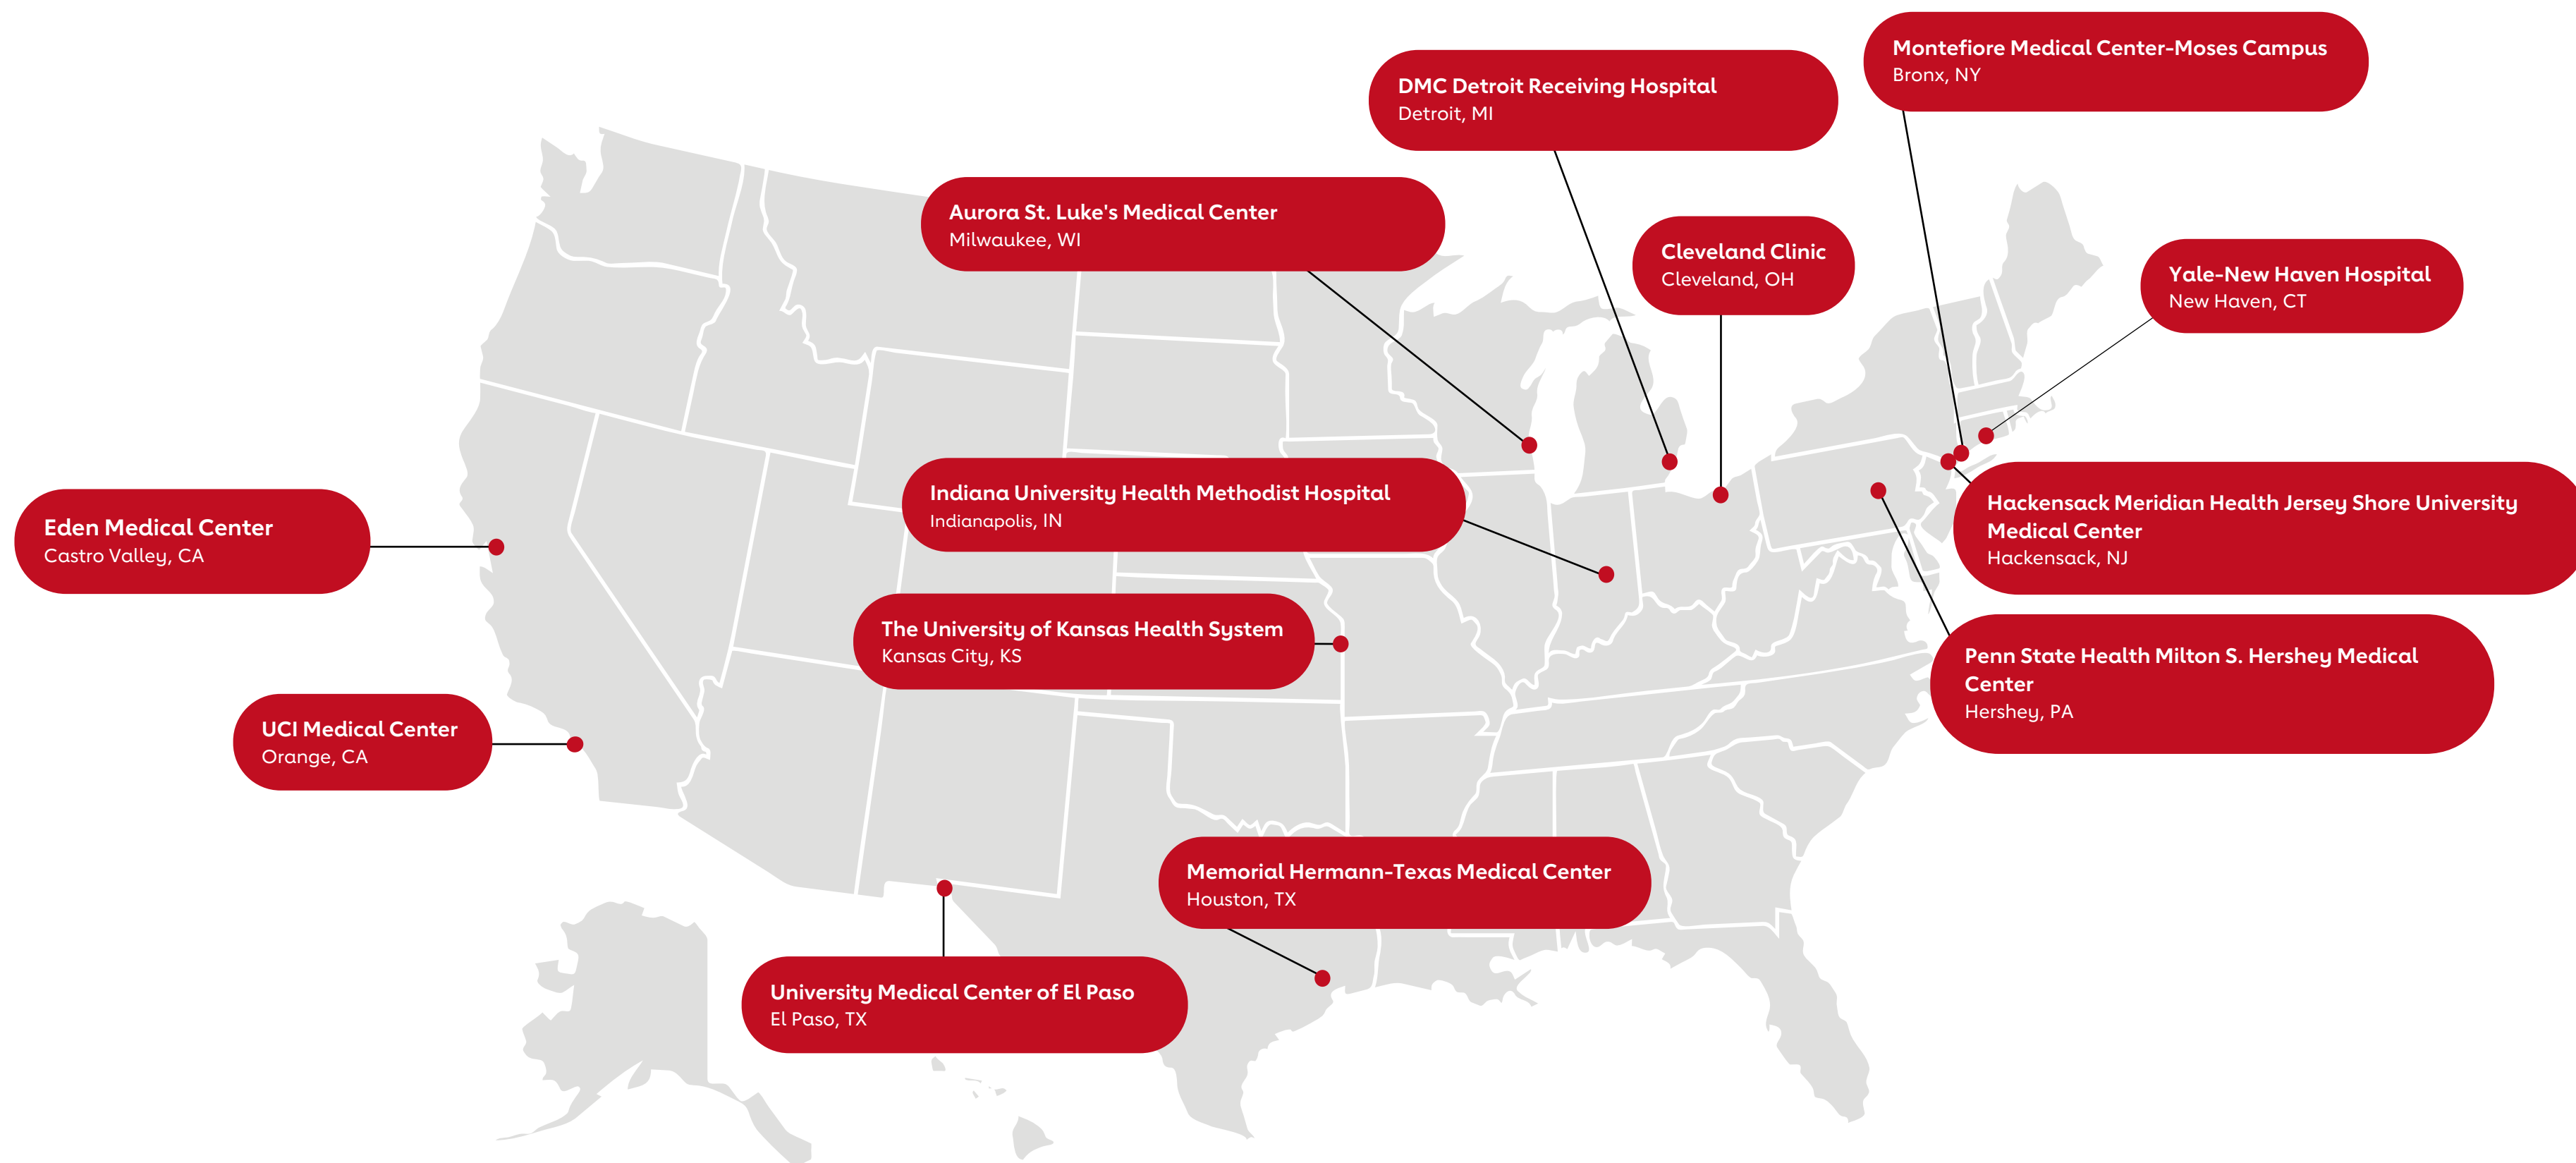 Montefiore Medical Center-Moses Campus
Bronx, NY
DMC Detroit Receiving Hospital
Detroit, MI
Aurora St. Luke's Medical Center
Milwaukee, WI
Cleveland Clinic
Cleveland, OH
Yale-New Haven Hospital
New Haven, CT
Indiana University Health Methodist Hospital
Indianapolis, IN
Hackensack Meridian Health Jersey Shore University
Medical Center
Hackensack, NJ
Eden Medical Center
Castro Valley, CA
The University of Kansas Health System
Kansas City, KS
Penn State Health Milton S. Hershey Medical
Center
Hershey, PA
UCI Medical Center
Orange, CA
Memorial Hermann-Texas Medical Center
Houston, TX
University Medical Center of El Paso
El Paso, TX